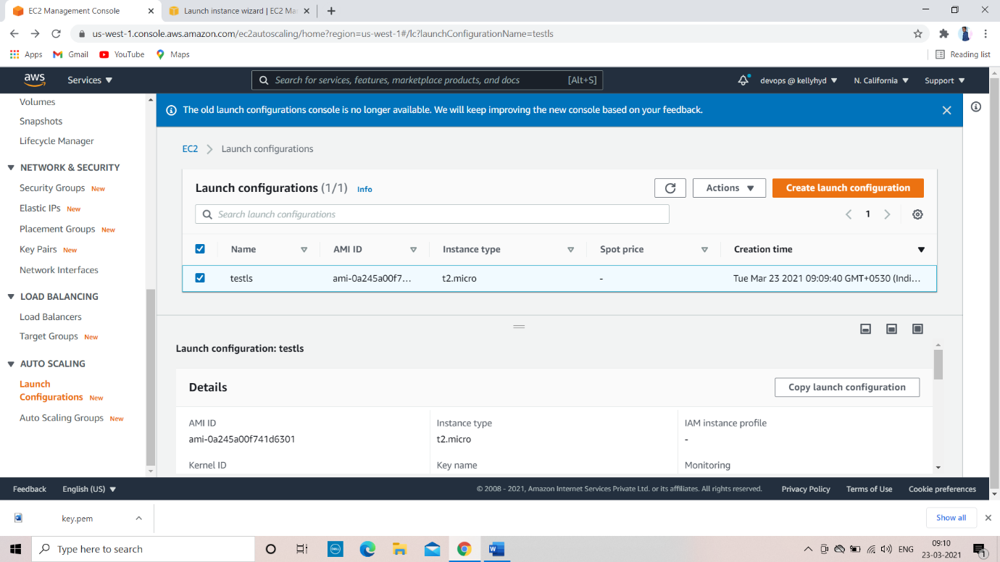 EC2 Management Console
Launch instance wizard | EC2 Ma
us-west-1.console.aws.amazon.com/ec2autoscaling/home?region=us-west-1#/lc?launchConfigurationName=testls
Apps Gmail YouTube Maps Reading list
aws Services Search for services, features, marketplace products, and docs [Alt+S] devops @ kellyhyd N. California Support
Volumes
Snapshots
Lifecycle Manager
NETWORK & SECURITY
Security Groups New
Elastic IPs New
Placement Groups New
Key Pairs New
Network Interfaces
LOAD BALANCING
Load Balancers
Target Groups New
AUTO SCALING
Launch
Configurations New
Auto Scaling Groups New
The old launch configurations console is no longer available. We will keep improving the new console based on your feedback.
EC2 Launch configurations
Launch configurations (1/1) Info Actions Create launch configuration
Search launch configurations 1
Name AMI ID Instance type Spot price Creation time
testls ami-0a245a00f7... t2.micro - Tue Mar 23 2021 09:09:40 GMT+0530 (Indi...
Launch configuration: testls
Details Copy launch configuration
AMI ID Instance type IAM instance profile
ami-0a245a00f741d6301 t2.micro -
Kernel ID Key name Monitoring
Feedback English (US) © 2008 - 2021, Amazon Internet Services Private Ltd. or its affiliates. All rights reserved. Privacy Policy Terms of Use Cookie preferences
key.pem Show all
Type here to search DELL ENG 09:10
23-03-2021 1